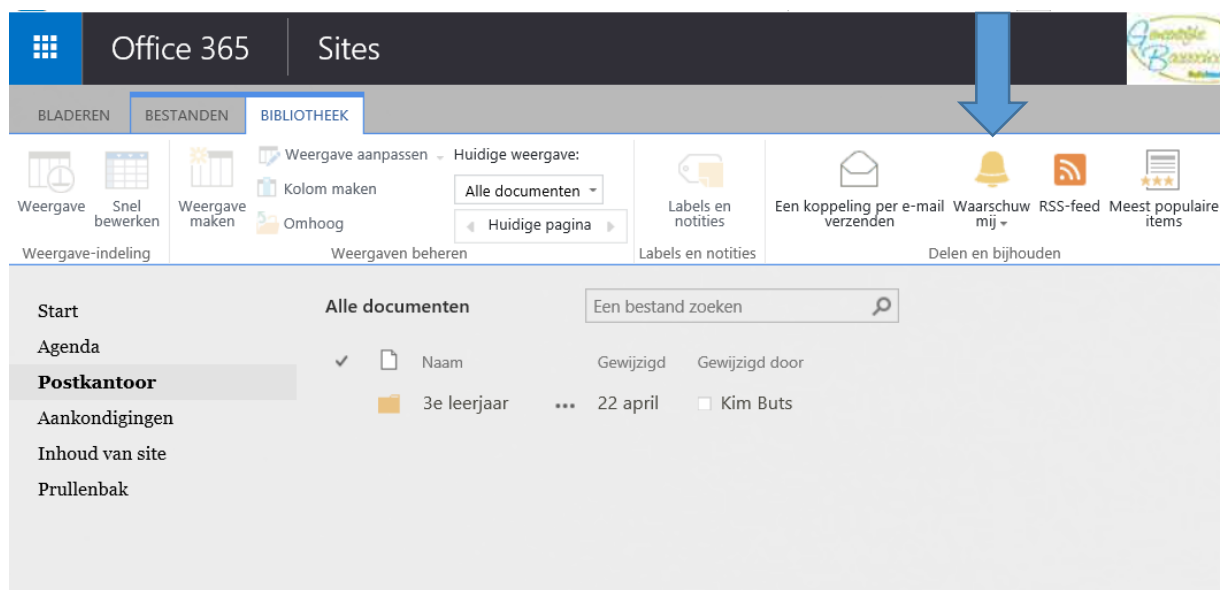 Office 365 Sites
Gemeentelijke
BLADEREN BESTANDEN BIBLIOTHEEK
Weergave
Snel
bewerken
Weergave-indeling
Weergave
maken
Weergave aanpassen
Kolom maken
Omhoog
Huidige weergave:
Alle documenten
Huidige pagina
Weergaven beheren
Labels en
notities
Labels en notities
Een koppeling per e-mail
verzenden
Waarschuw
mij
RSS-feed
Meest populaire
items
Delen en bijhouden
Start
Agenda
Postkantoor
Aankondigingen
Inhoud van site
Prullenbak
Alle documenten
Een bestand zoeken
Naam Gewijzigd Gewijzigd door
3e leerjaar ... 22 april Kim Buts